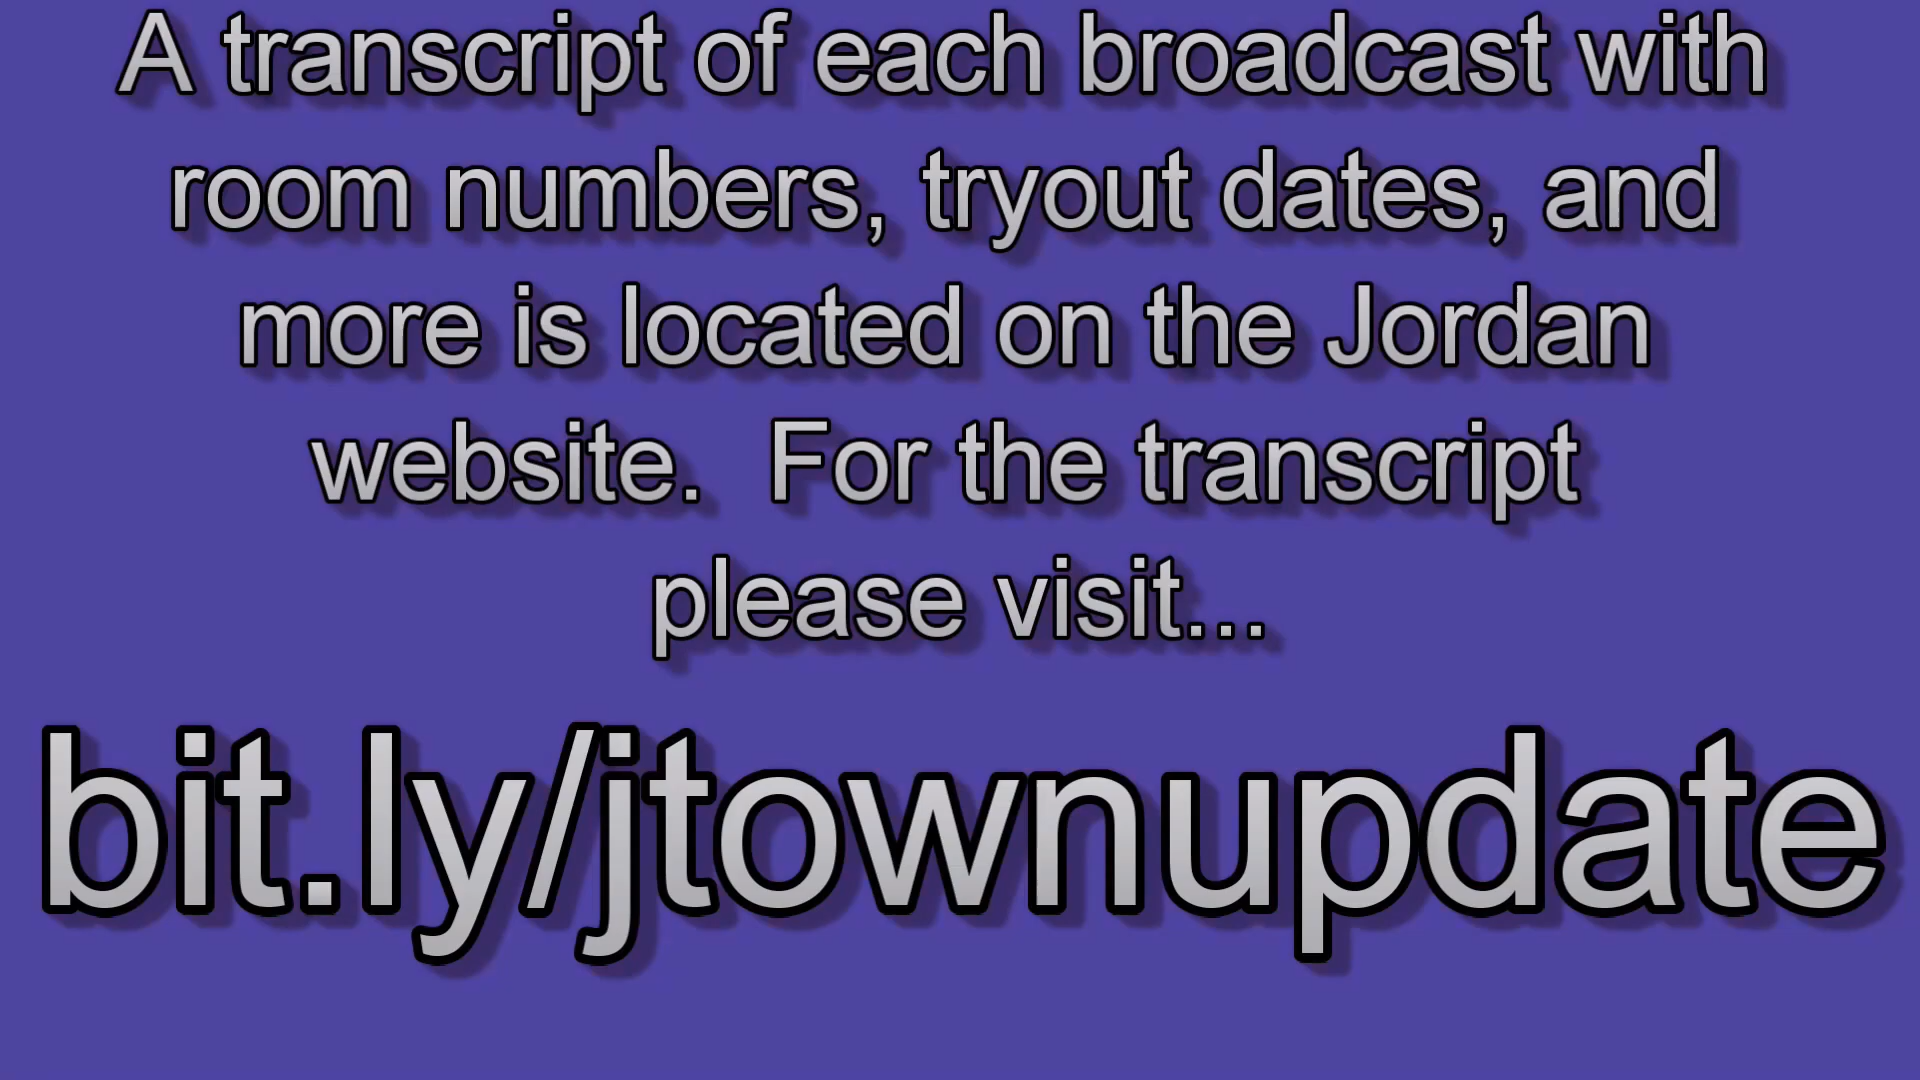 A transcript of each broadcast with
room numbers, tryout dates, and
more is located on the Jordan
website.  For the transcript
please visit...
bit.ly/jtownupdate